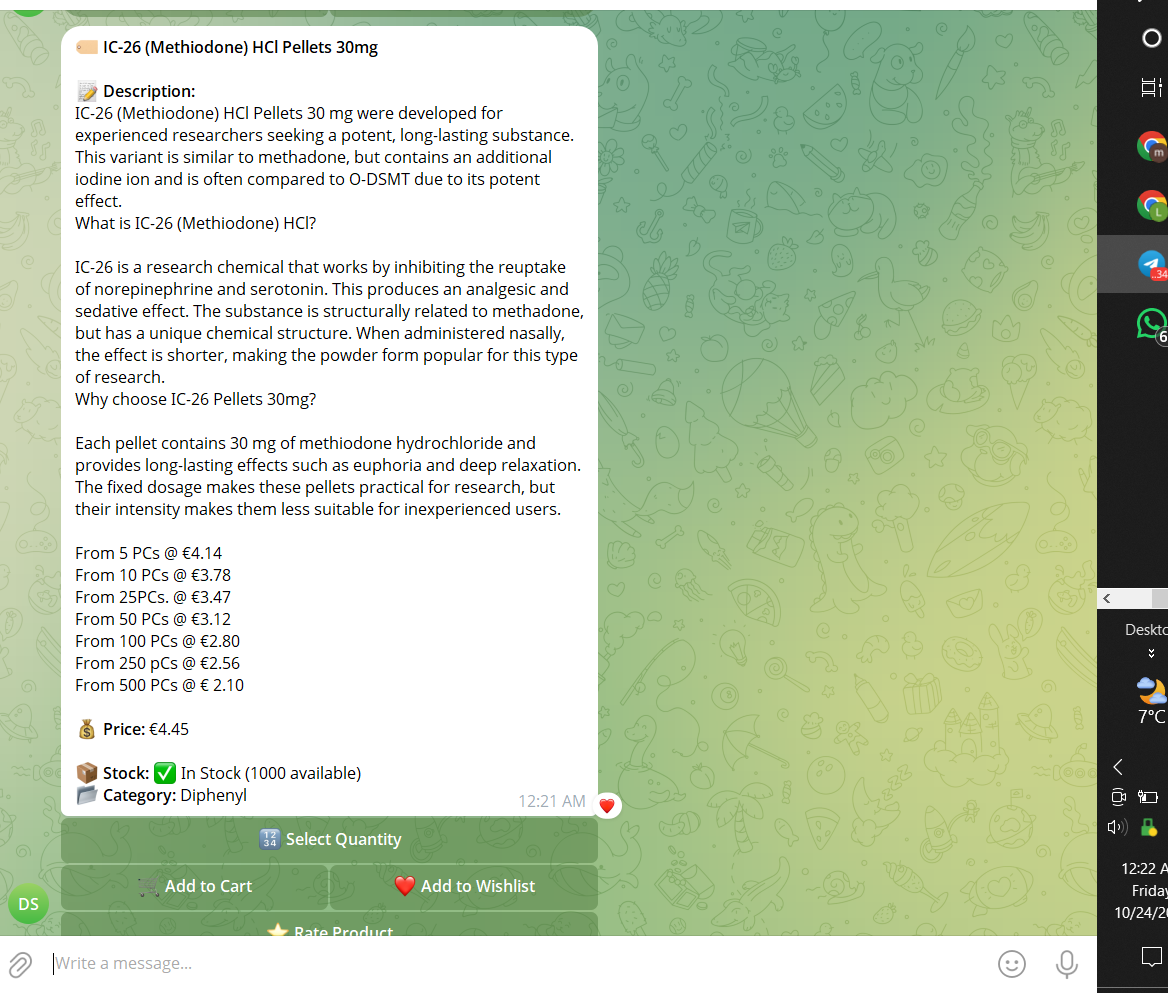 IC-26 (Methiodone) HCl Pellets 30mg
Description:
IC-26 (Methiodone) HCl Pellets 30 mg were developed for
experienced researchers seeking a potent, long-lasting substance.
This variant is similar to methadone, but contains an additional
iodine ion and is often compared to O-DSMT due to its potent
effect.
What is IC-26 (Methiodone) HCl?
IC-26 is a research chemical that works by inhibiting the reuptake
of norepinephrine and serotonin. This produces an analgesic and
sedative effect. The substance is structurally related to methadone,
but has a unique chemical structure. When administered nasally,
the effect is shorter, making the powder form popular for this type
of research.
Why choose IC-26 Pellets 30mg?
Each pellet contains 30 mg of methiodone hydrochloride and
provides long-lasting effects such as euphoria and deep relaxation.
The fixed dosage makes these pellets practical for research, but
their intensity makes them less suitable for inexperienced users.
From 5 PCs @ €4.14
From 10 PCs @ €3.78
From 25PCs. @ €3.47
From 50 PCs @ €3.12
From 100 PCs @ €2.80
From 250 pCs @ €2.56
From 500 PCs @ € 2.10
Price: €4.45
Stock: ✅ In Stock (1000 available)
Category: Diphenyl
12:21 AM
1234 Select Quantity
Add to Cart
Add to Wishlist
Rate Product
DS
Write a message...
m
L
..34
6
Deskto
7°C
12:22 A
Friday
10/24/20